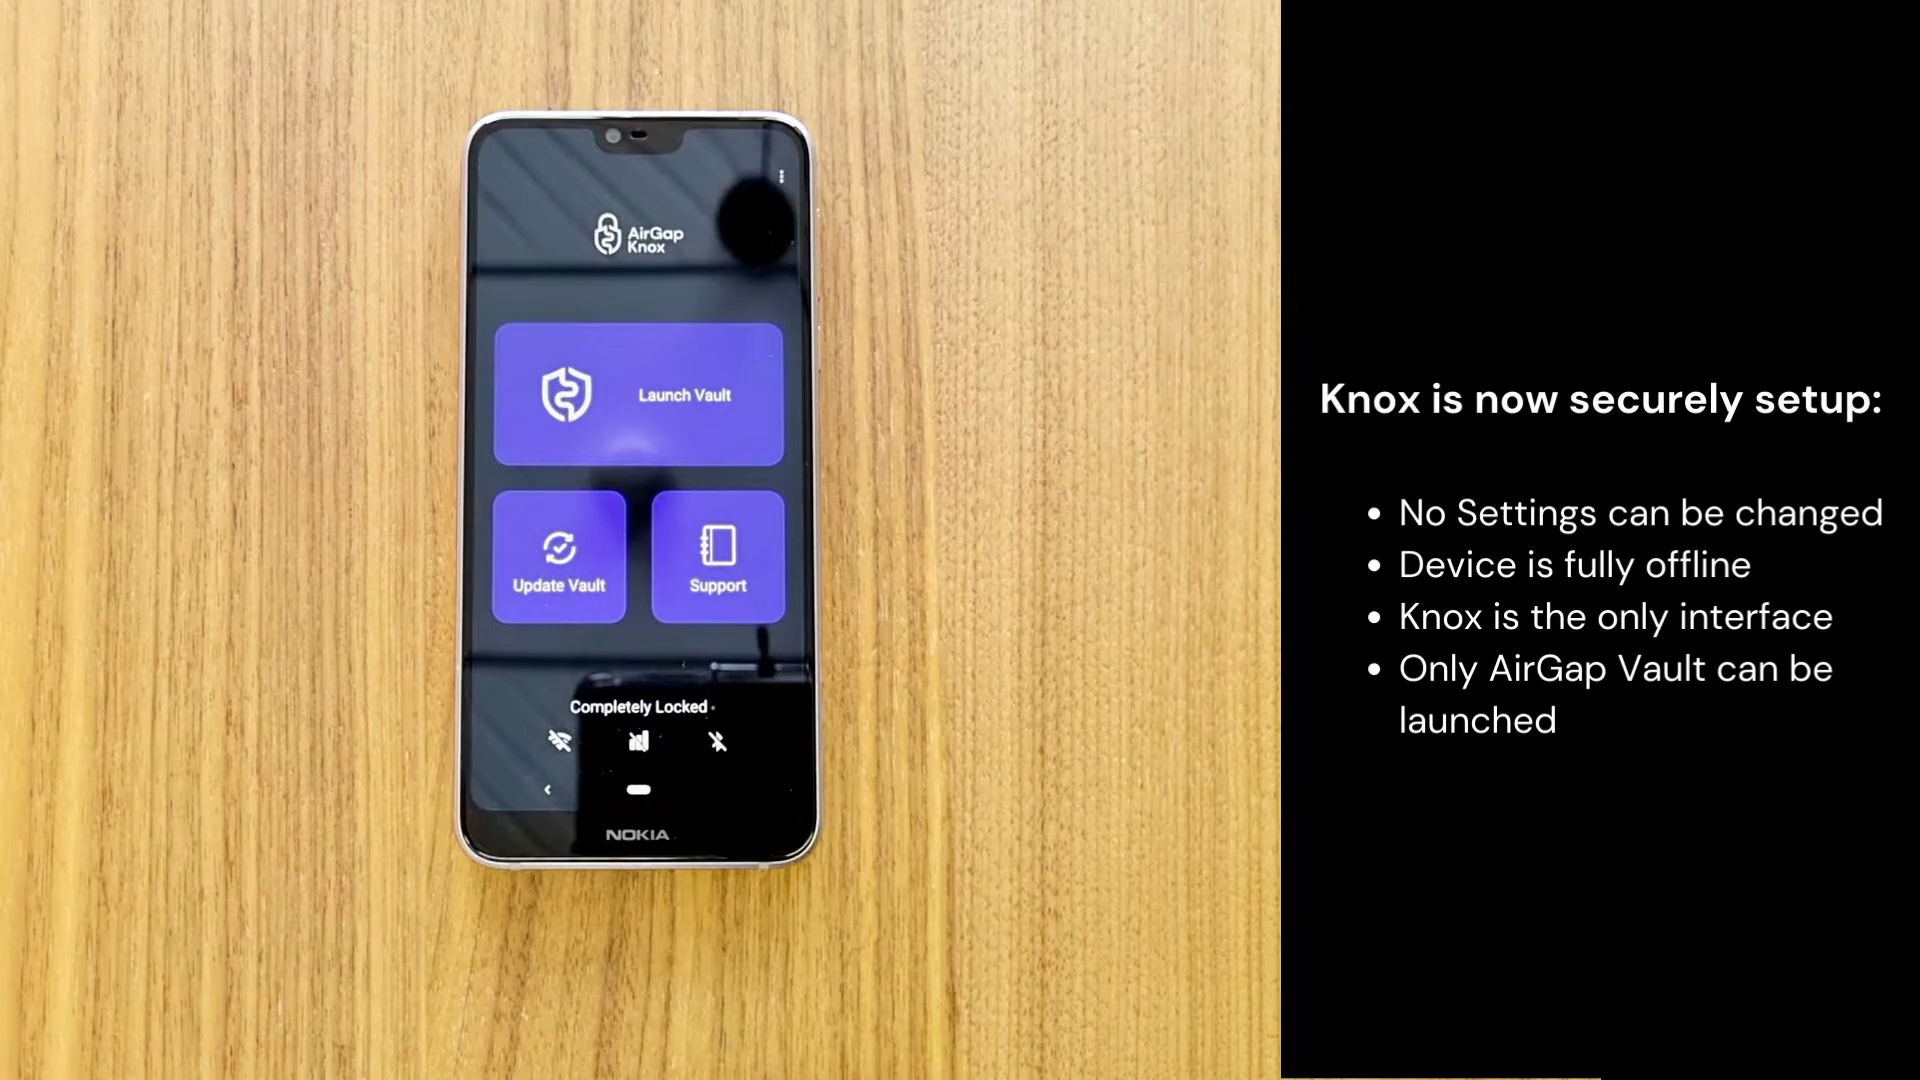 AirGap
Knox
Launch Vault
Update Vault
Support
Completely Locked
NOKIA
Knox is now securely setup:
• No Settings can be changed
• Device is fully offline
• Knox is the only interface
• Only AirGap Vault can be
launched